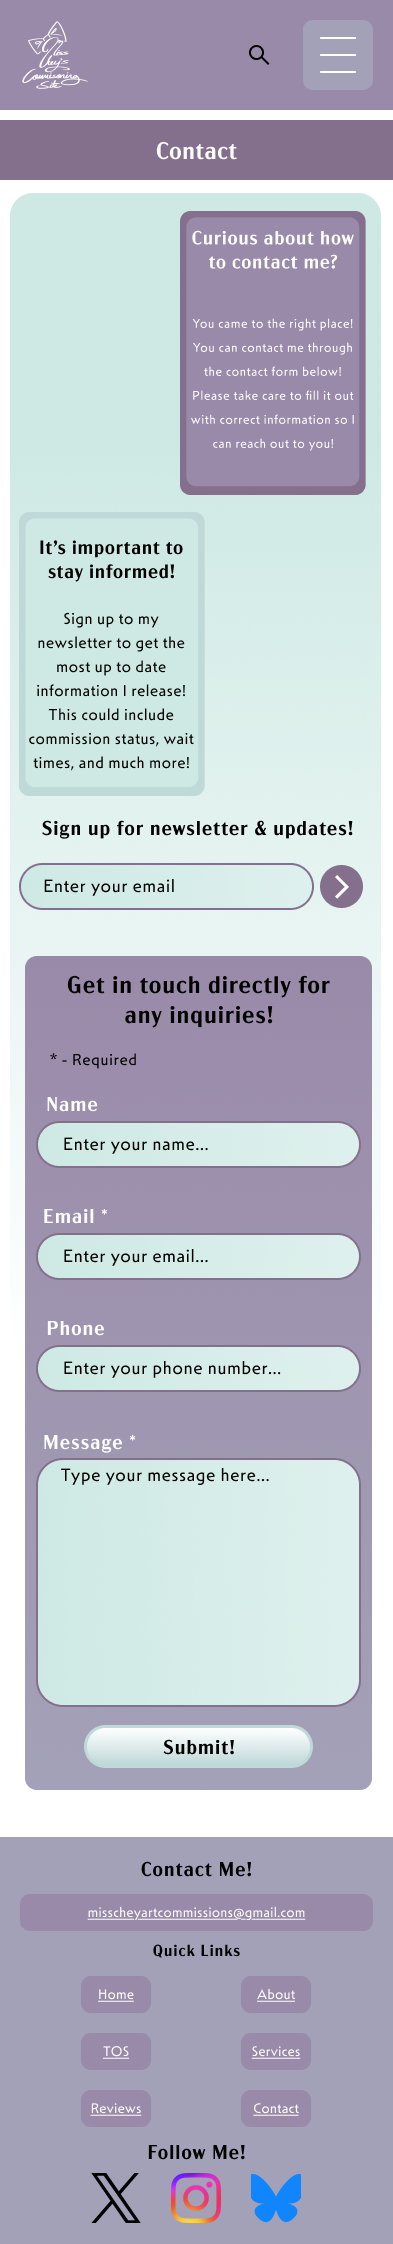 Miss
Chey's
Commissioning
Site
Contact
Curious about how
to contact me?
You came to the right place!
You can contact me through
the contact form below!
Please take care to fill it out
with correct information so I
can reach out to you!
It's important to
stay informed!
Sign up to my
newsletter to get the
most up to date
information I release!
This could include
commission status, wait
times, and much more!
Sign up for newsletter & updates!
Enter your email
Get in touch directly for
any inquiries!
* - Required
Name
Enter your name...
Email *
Enter your email...
Phone
Enter your phone number...
Message *
Type your message here...
Submit!
Contact Me!
misscheyartcommissions@gmail.com
Quick Links
Home
About
TOS
Services
Reviews
Contact
Follow Me!